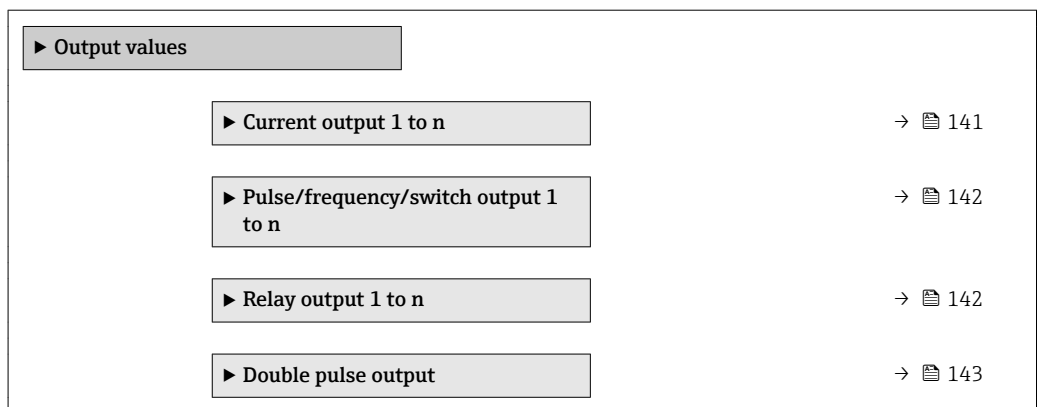 ▶ Output values
▶ Current output 1 to n → 141
▶ Pulse/frequency/switch output 1 → 142
to n
▶ Relay output 1 to n → 142
▶ Double pulse output → 143